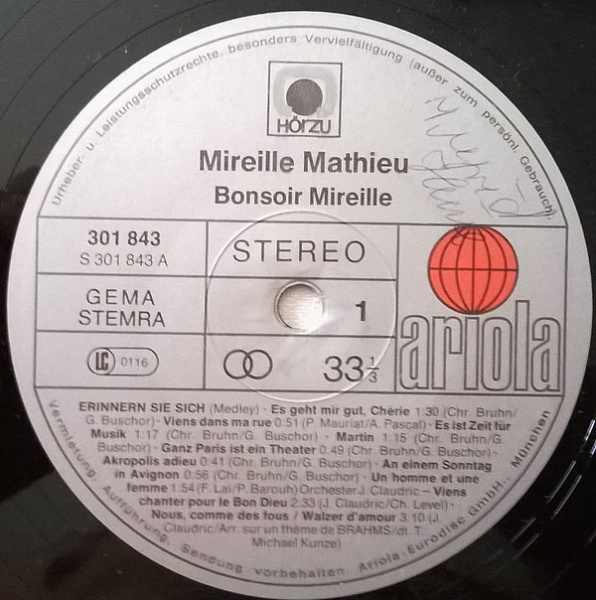 Urheber- u. Leistungsschutzrechte, besonders Vervielfältigung (außer zum persönl. Gebrauch),
HÖRZU
Mireille Mathieu
Bonsoir Mireille
301 843
S 301 843 A
STEREO
GEMA
STEMRA
1
LC 0116
33 1/3
ariola
ERINNERN SIE SICH (Medley) · Es geht mir gut, Chérie 1:30 (Chr. Bruhn/
G. Buschor) · Viens dans ma rue 0:51 (P. Mauriat/A. Pascal) · Es ist Zeit für
Musik 1:17 (Chr. Bruhn/G. Buschor) · Martin 1:15 (Chr. Bruhn/G.
Buschor) · Ganz Paris ist ein Theater 0.49 (Chr. Bruhn/G. Buschor) ·
Akropolis adieu 0:41 (Chr. Bruhn/G. Buschor) · An einem Sonntag
in Avignon 0:56 (Chr. Bruhn/G. Buschor) · Un homme et une
femme 1:54 (F. Lai/P. Barouh) Orchester J. Claudric – Viens
chanter pour le Bon Dieu 2:33 (J. Claudric/Ch. Level) ·
Nous, comme des fous / Walzer d'amour 3:10 (J.
Claudric/Arr. sur un thème de BRAHMS/dt. T.
Michael Kunze)
Vermietung, Aufführung, Sendung vorbehalten. Ariola Eurodisc GmbH., München